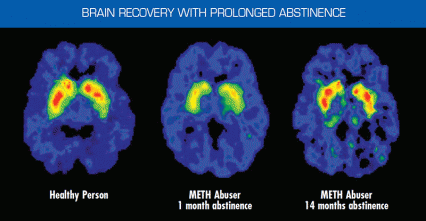 BRAIN RECOVERY WITH PROLONGED ABSTINENCE
Healthy Person
METH Abuser
1 month abstinence
METH Abuser
14 months abstinence